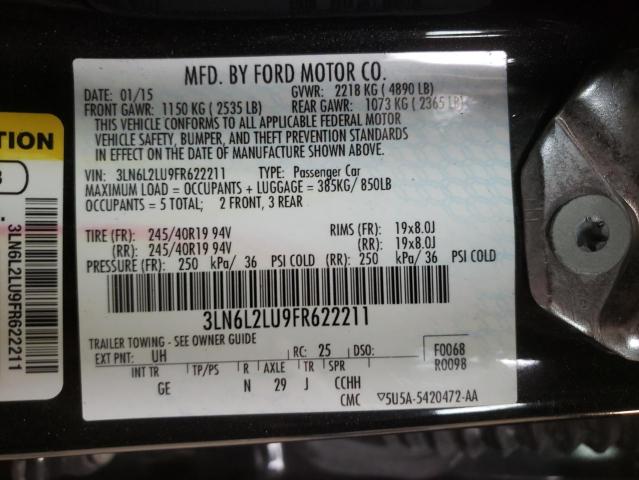 MFD. BY FORD MOTOR CO.
DATE: 01/15 GVWR: 2218 KG ( 4890 LB)
FRONT GAWR: 1150 KG ( 2535 LB) REAR GAWR: 1073 KG ( 2365 LB)
THIS VEHICLE CONFORMS TO ALL APPLICABLE FEDERAL MOTOR
VEHICLE SAFETY, BUMPER, AND THEFT PREVENTION STANDARDS
IN EFFECT ON THE DATE OF MANUFACTURE SHOWN ABOVE.
VIN: 3LN6L2LU9FR622211 TYPE: Passenger Car
MAXIMUM LOAD = OCCUPANTS + LUGGAGE = 385KG/ 850LB
OCCUPANTS = 5 TOTAL; 2 FRONT, 3 REAR
TIRE (FR): 245/40R19 94V RIMS (FR): 19x8.0J
(RR): 245/40R19 94V (RR): 19x8.0J
PRESSURE (FR): 250 kPa/ 36 PSI COLD (RR): 250 kPa/ 36 PSI COLD
3LN6L2LU9FR622211
TRAILER TOWING - SEE OWNER GUIDE
EXT PNT: UH RC: 25 DSO: F0068
R0098
INT TR TP/PS R AXLE TR SPR
GE N 29 J CCHH
CMC ▽5U5A-5420472-AA
TION
3LN6L2LU9FR622211